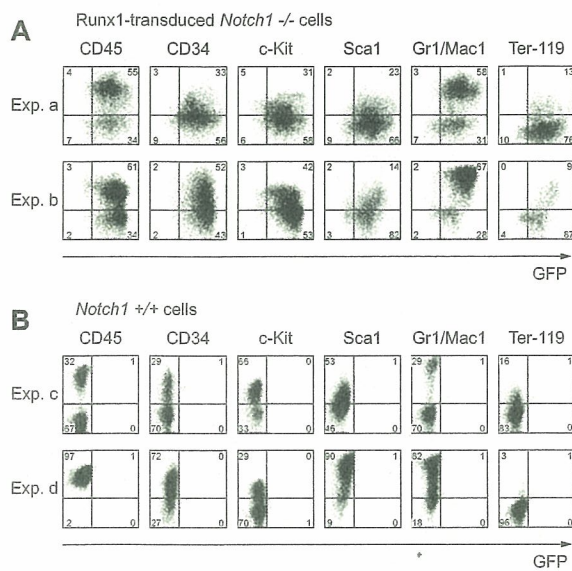 A
Runx1-transduced Notch1 -/- cells
CD45 CD34 c-Kit Sca1 Gr1/Mac1 Ter-119
Exp. a
4 55 3 33 5 31 2 23 3 58 1 13
7 34 9 56 6 58 9 66 7 31 10 76
Exp. b
3 61 2 52 3 42 2 14 2 67 0 9
2 34 2 43 1 53 3 82 2 28 4 87
GFP
B
Notch1 +/+ cells
CD45 CD34 c-Kit Sca1 Gr1/Mac1 Ter-119
Exp. c
32 1 29 1 66 0 53 1 29 1 16 1
67 0 70 0 33 0 46 0 70 0 83 0
Exp. d
97 1 72 0 29 0 90 1 82 1 3 1
2 0 27 0 70 1 9 0 18 0 96 0
GFP